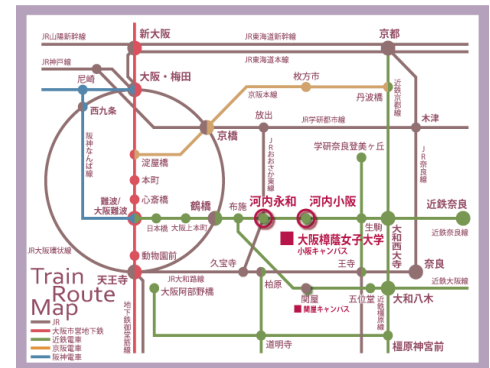 新大阪
京都
JR山陽新幹線
JR東海道新幹線
JR東海道本線
JR神戸線
大阪・梅田
尼崎
枚方市
京阪本線
丹波橋
近鉄京都線
西九条
放出
JR学研都市線
木津
京橋
阪神なんば線
淀屋橋
JRおおさか東線
学研奈良登美ヶ丘
JR奈良線
本町
心斎橋
鶴橋
布施
河内永和
河内小阪
難波/
大阪難波
近鉄奈良
日本橋
大阪上本町
生駒
大和西大寺
近鉄奈良線
大阪樟蔭女子大学
小阪キャンパス
JR大阪環状線
動物園前
久宝寺
王寺
奈良
天王寺
JR大和路線
柏原
近鉄大阪線
大阪阿部野橋
関屋
五位堂
大和八木
関屋キャンパス
近鉄橿原線
地下鉄御堂筋線
道明寺
橿原神宮前
Train
Route
Map
JR
大阪市営地下鉄
近鉄電車
京阪電車
阪神電車